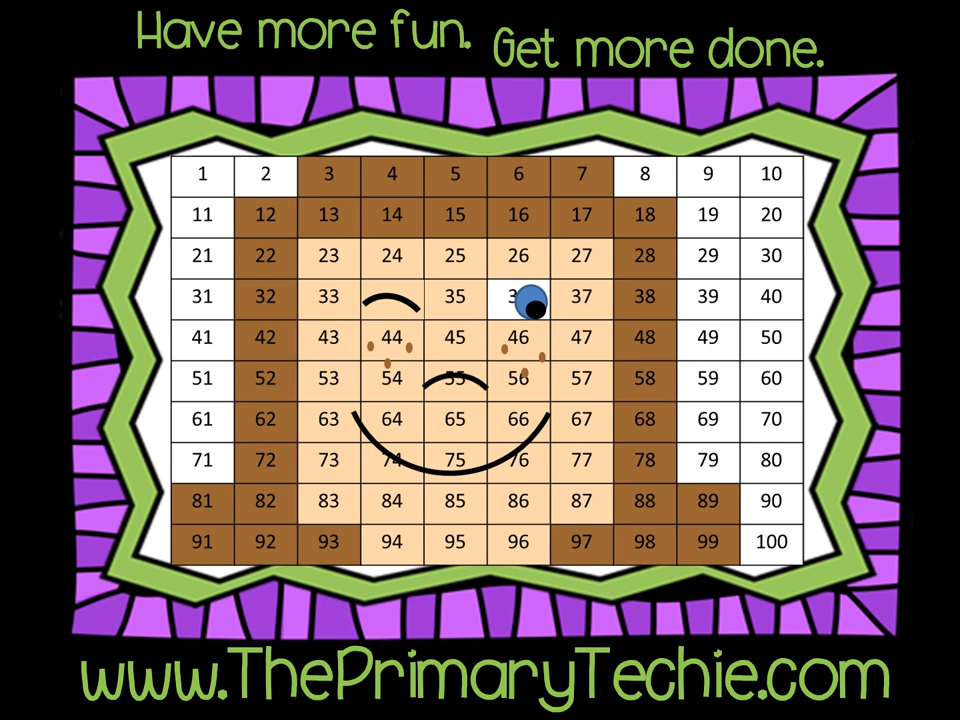 Have more fun. Get more done.
1 2 3 4 5 6 7 8 9 10
11 12 13 14 15 16 17 18 19 20
21 22 23 24 25 26 27 28 29 30
31 32 33 35 37 38 39 40
41 42 43 44 45 46 47 48 49 50
51 52 53 54 55 56 57 58 59 60
61 62 63 64 65 66 67 68 69 70
71 72 73 74 75 76 77 78 79 80
81 82 83 84 85 86 87 88 89 90
91 92 93 94 95 96 97 98 99 100
www.ThePrimaryTechie.com